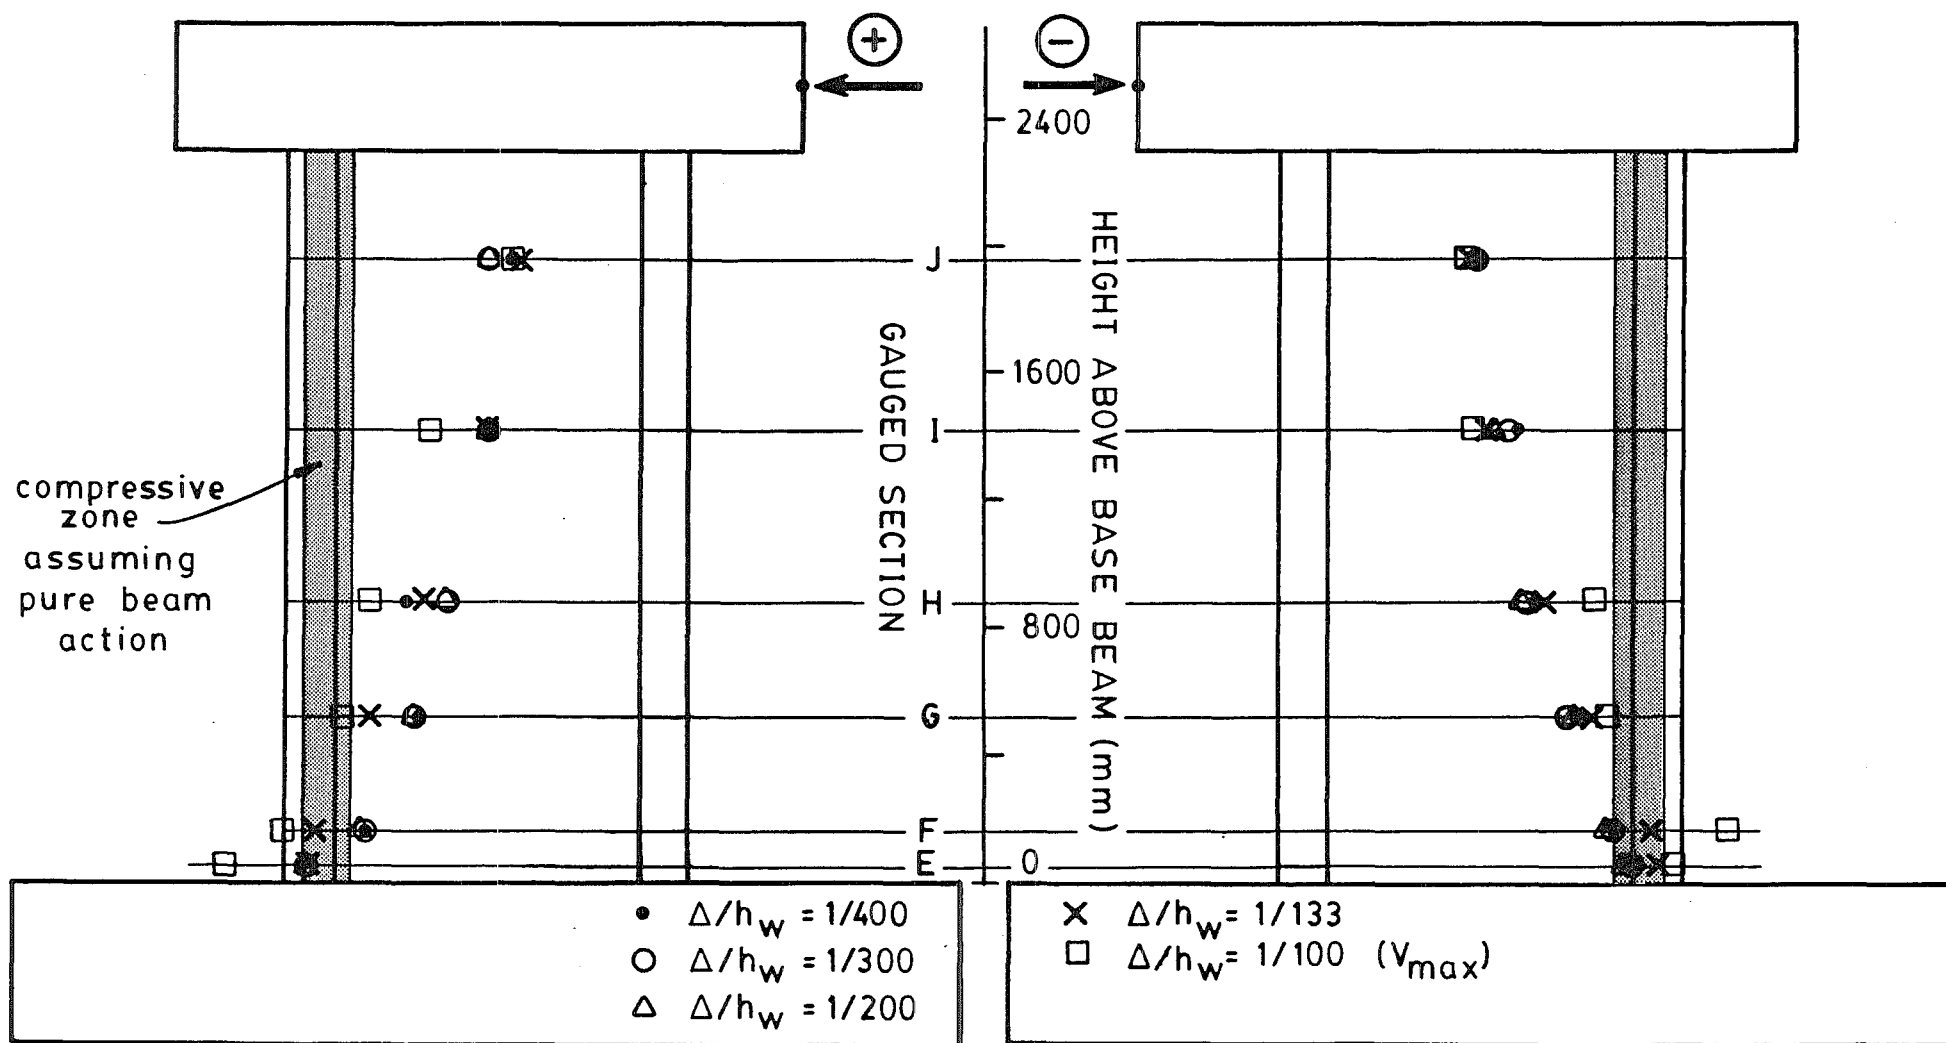 +
−
2400
J
HEIGHT ABOVE BASE BEAM (mm)
GAUGED SECTION
1600
I
compressive
zone
assuming
pure beam
action
H
800
G
F
E
0
Δ/hw = 1/400
Δ/hw = 1/300
Δ/hw = 1/200
Δ/hw = 1/133
Δ/hw = 1/100 (Vmax)